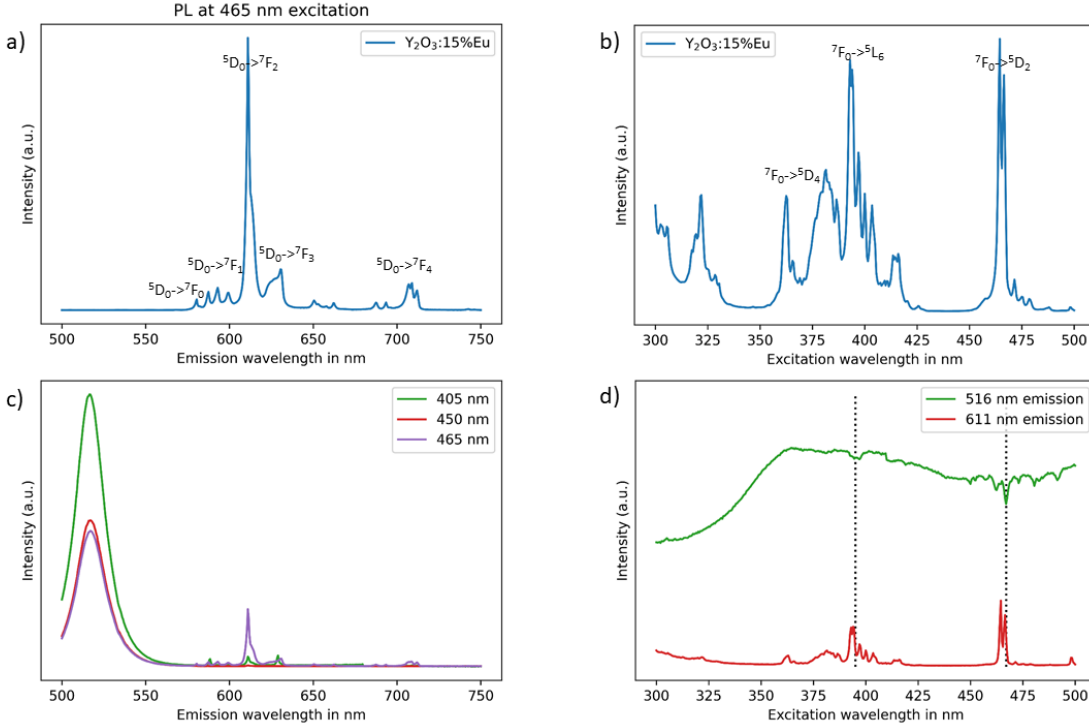 PL at 465 nm excitation
a)
Y₂O₃:15%Eu
⁵D₀->⁷F₂
⁵D₀->⁷F₁
⁵D₀->⁷F₃
⁵D₀->⁷F₀
⁵D₀->⁷F₄
Intensity (a.u.)
500 550 600 650 700 750
Emission wavelength in nm
b)
Y₂O₃:15%Eu
⁷F₀->⁵L₆
⁷F₀->⁵D₂
⁷F₀->⁵D₄
Intensity (a.u.)
300 325 350 375 400 425 450 475 500
Excitation wavelength in nm
c)
405 nm
450 nm
465 nm
Intensity (a.u.)
500 550 600 650 700 750
Emission wavelength in nm
d)
516 nm emission
611 nm emission
Intensity (a.u.)
300 325 350 375 400 425 450 475 500
Excitation wavelength in nm